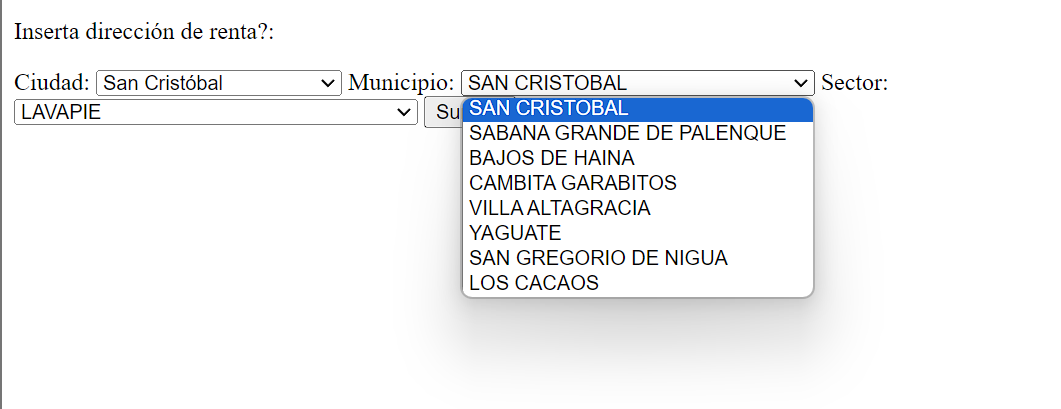 Inserta dirección de renta?:
Ciudad: San Cristóbal Municipio: SAN CRISTOBAL Sector:
LAVAPIE Su
SAN CRISTOBAL
SABANA GRANDE DE PALENQUE
BAJOS DE HAINA
CAMBITA GARABITOS
VILLA ALTAGRACIA
YAGUATE
SAN GREGORIO DE NIGUA
LOS CACAOS